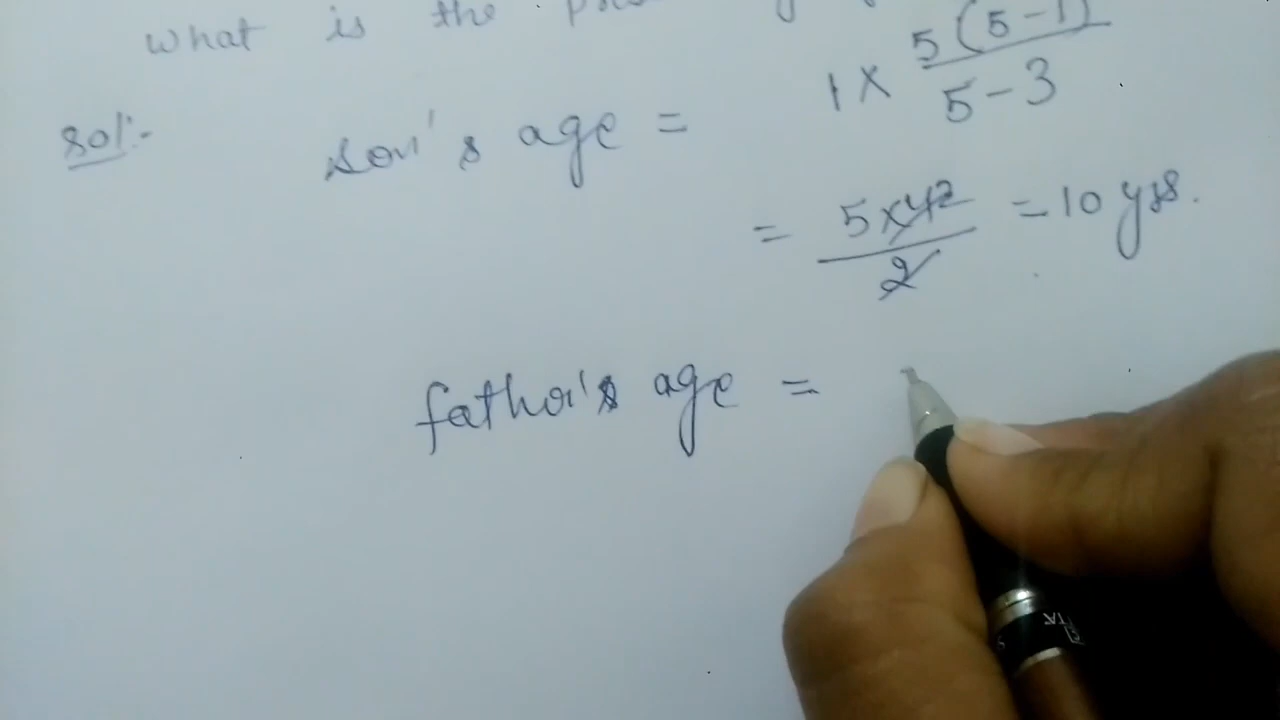 What is the
sol:- son's age = 1 × 5(5-1) / 5-3
= 5×4 2 / 2 = 10 yrs.
father's age =